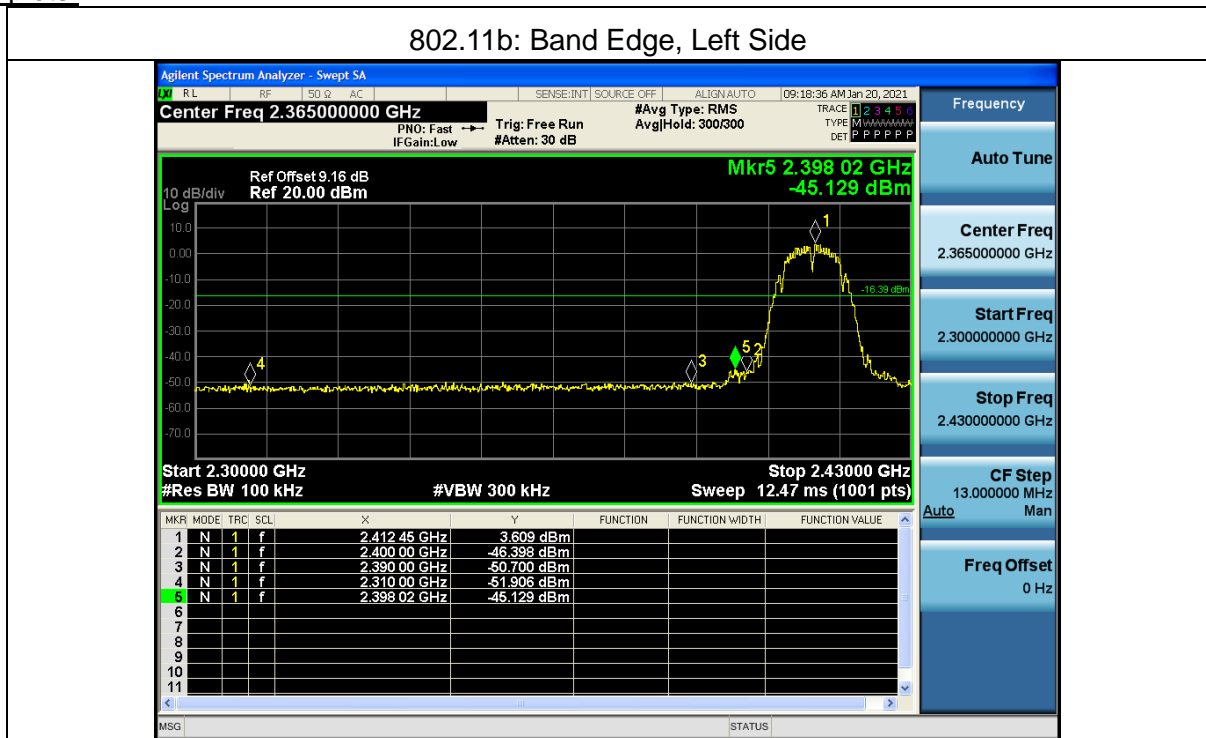 802.11b: Band Edge, Left Side
Agilent Spectrum Analyzer - Swept SA
LXI RL RF 50 Ω AC SENSE:INT SOURCE OFF ALIGN AUTO 09:18:36 AM Jan 20, 2021
Center Freq 2.365000000 GHz
#Avg Type: RMS
TRACE 1 2 3 4 5 6
PNO: Fast Trig: Free Run Avg|Hold: 300/300
IFGain:Low #Atten: 30 dB
TYPE M
DET P P P P P P
Mkr5 2.398 02 GHz
-45.129 dBm
Ref Offset 9.16 dB
10 dB/div Ref 20.00 dBm
Log
10.0
0.00
-10.0
-20.0
-30.0
-40.0
-50.0
-60.0
-70.0
1
-16.39 dBm
5 2
3
4
Start 2.30000 GHz Stop 2.43000 GHz
#Res BW 100 kHz #VBW 300 kHz Sweep 12.47 ms (1001 pts)
MKR MODE TRC SCL X Y FUNCTION FUNCTION WIDTH FUNCTION VALUE
1 N 1 f 2.412 45 GHz 3.609 dBm
2 N 1 f 2.400 00 GHz -46.398 dBm
3 N 1 f 2.390 00 GHz -50.700 dBm
4 N 1 f 2.310 00 GHz -51.906 dBm
5 N 1 f 2.398 02 GHz -45.129 dBm
6
7
8
9
10
11
MSG STATUS
Frequency
Auto Tune
Center Freq
2.365000000 GHz
Start Freq
2.300000000 GHz
Stop Freq
2.430000000 GHz
CF Step
13.000000 MHz
Auto Man
Freq Offset
0 Hz